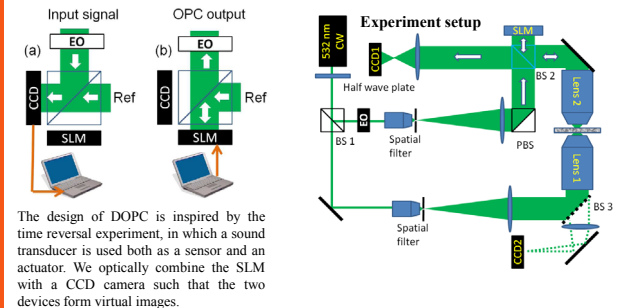 Input signal
OPC output
(a)
EO
CCD
Ref
SLM
(b)
EO
CCD
Ref
SLM
The design of DOPC is inspired by the
time reversal experiment, in which a sound
transducer is used both as a sensor and an
actuator. We optically combine the SLM
with a CCD camera such that the two
devices form virtual images.
Experiment setup
532 nm
CW
CCD1
SLM
BS 2
Half wave plate
Lens 2
BS 1
EO
Spatial
filter
PBS
Lens 1
BS 3
Spatial
filter
CCD2